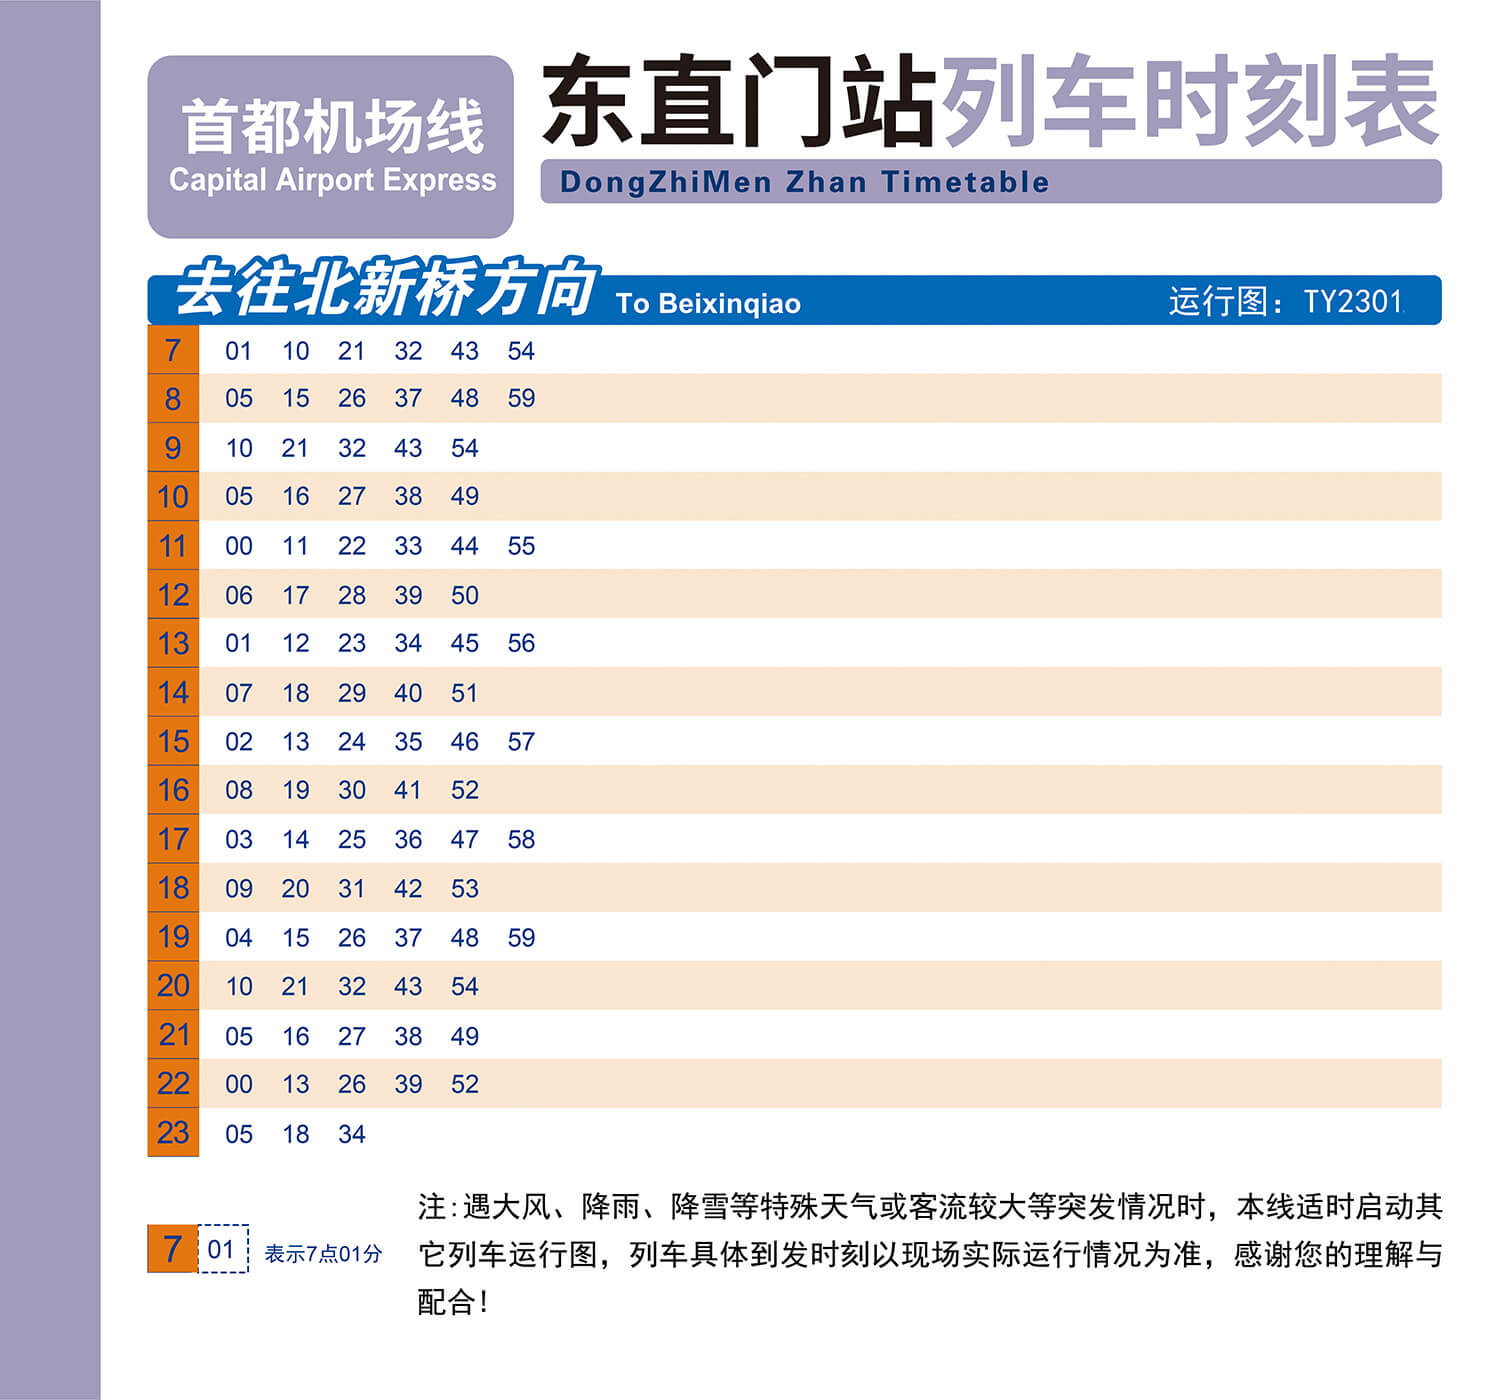 首都机场线
Capital Airport Express
东直门站列车时刻表
DongZhiMen Zhan Timetable
去往北新桥方向 To Beixinqiao 运行图：TY2301
7 01 10 21 32 43 54
8 05 15 26 37 48 59
9 10 21 32 43 54
10 05 16 27 38 49
11 00 11 22 33 44 55
12 06 17 28 39 50
13 01 12 23 34 45 56
14 07 18 29 40 51
15 02 13 24 35 46 57
16 08 19 30 41 52
17 03 14 25 36 47 58
18 09 20 31 42 53
19 04 15 26 37 48 59
20 10 21 32 43 54
21 05 16 27 38 49
22 00 13 26 39 52
23 05 18 34
7 01 表示7点01分
注:遇大风、降雨、降雪等特殊天气或客流较大等突发情况时，本线适时启动其
它列车运行图，列车具体到发时刻以现场实际运行情况为准，感谢您的理解与
配合!